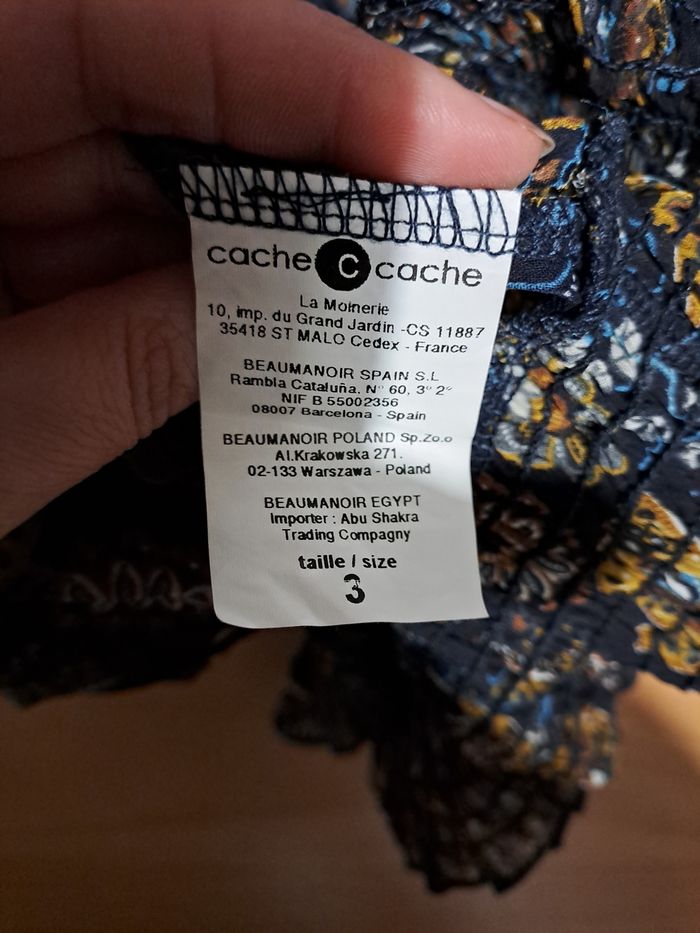 cache c cache
La Moinerie
10, imp. du Grand Jardin -CS 11887
35418 ST MALO Cedex - France
BEAUMANOIR SPAIN S.L
Rambla Cataluña. N° 60, 3° 2°
NIF B 55002356
08007 Barcelona - Spain
BEAUMANOIR POLAND Sp.Zo.o
Al.Krakowska 271.
02-133 Warszawa - Poland
BEAUMANOIR EGYPT
Importer : Abu Shakra
Trading Compagny
taille / size
3